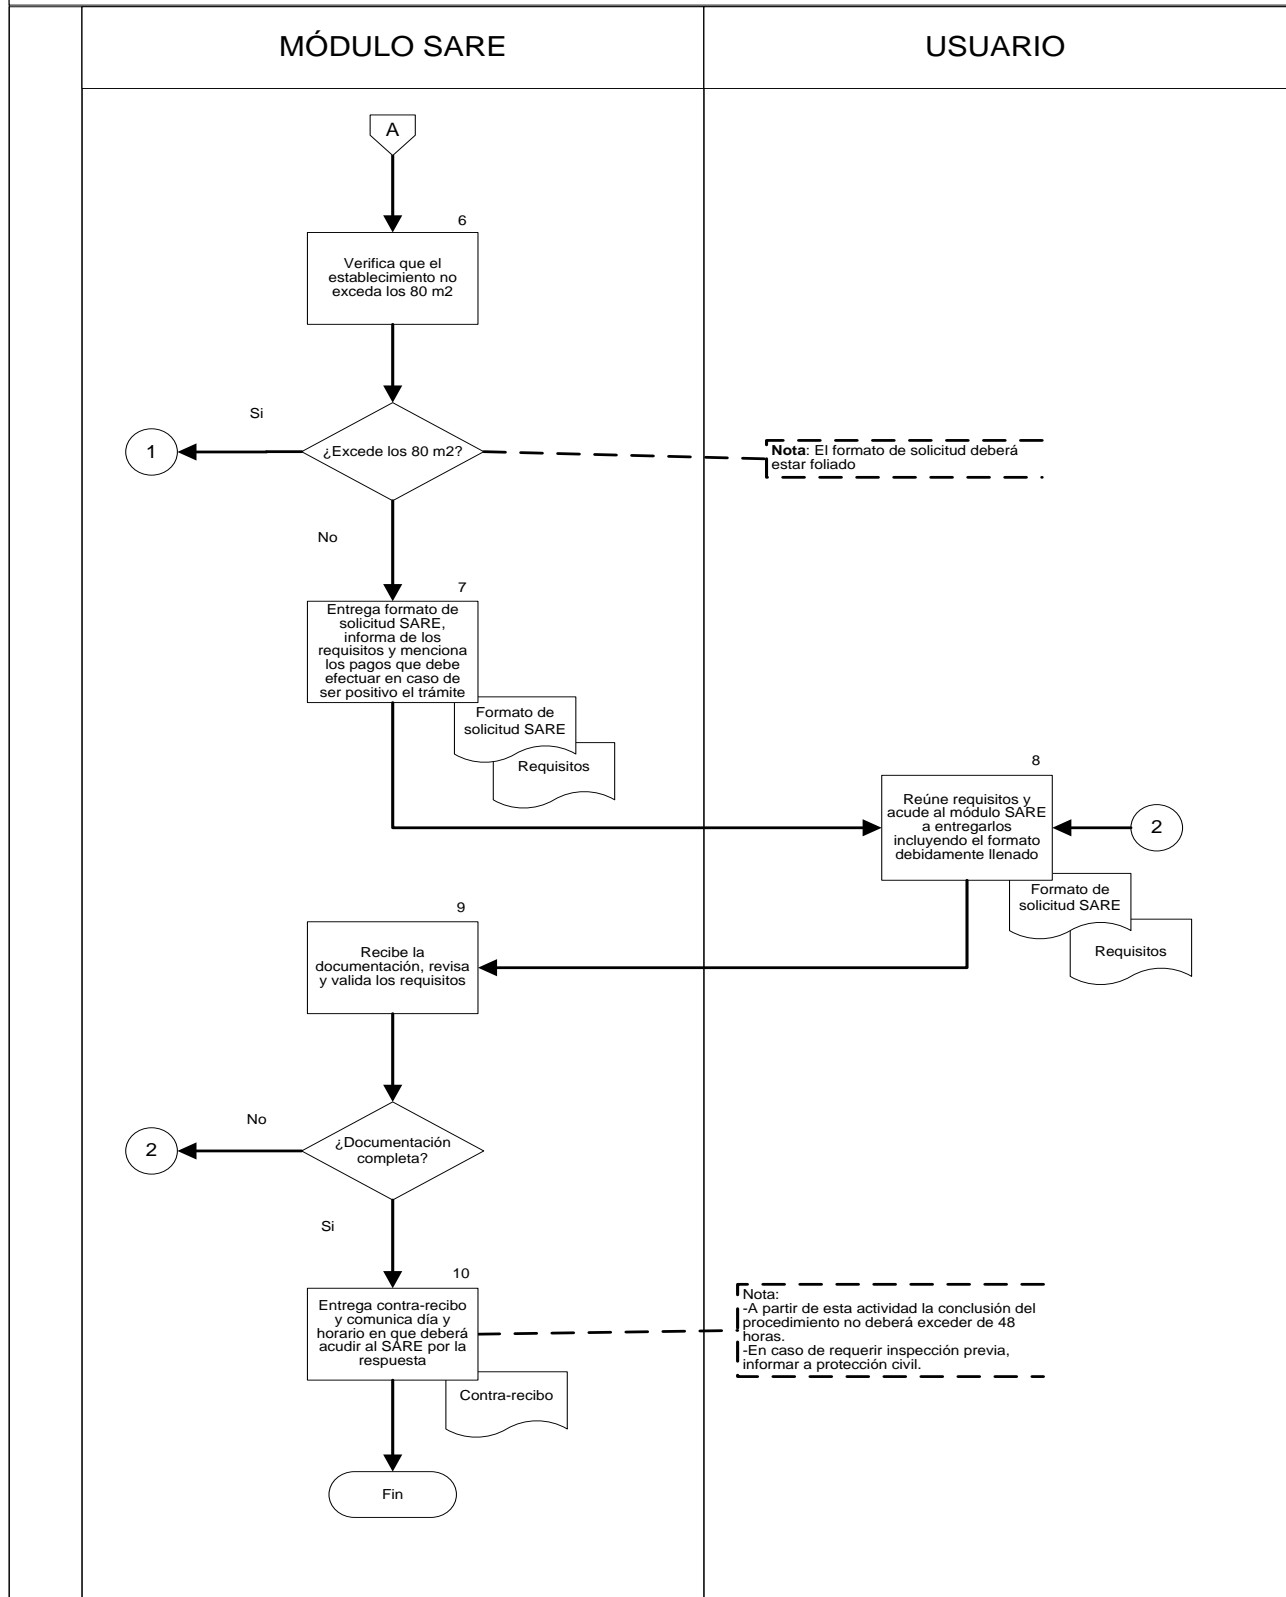 MÓDULO SARE
USUARIO
A
6
Verifica que el
establecimiento no
exceda los 80 m2
Si
1
¿Excede los 80 m2?
Nota: El formato de solicitud deberá
estar foliado
No
7
Entrega formato de
solicitud SARE,
informa de los
requisitos y menciona
los pagos que debe
efectuar en caso de
ser positivo el trámite
Formato de
solicitud SARE
Requisitos
8
Reúne requisitos y
acude al módulo SARE
a entregarlos
incluyendo el formato
debidamente llenado
2
Formato de
solicitud SARE
Requisitos
9
Recibe la
documentación, revisa
y valida los requisitos
No
2
¿Documentación
completa?
Si
10
Entrega contra-recibo
y comunica día y
horario en que deberá
acudir al SARE por la
respuesta
Nota:
-A partir de esta actividad la conclusión del
procedimiento no deberá exceder de 48
horas.
-En caso de requerir inspección previa,
informar a protección civil.
Contra-recibo
Fin